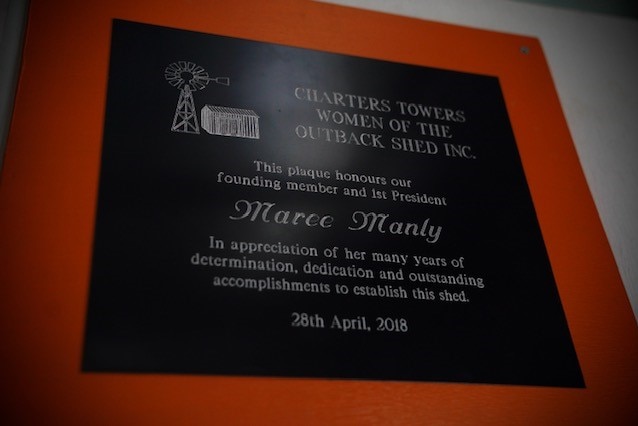 CHARTERS TOWERS
WOMEN OF THE
OUTBACK SHED INC.
This plaque honours our
founding member and 1st President
Maree Manly
In appreciation of her many years of
determination, dedication and outstanding
accomplishments to establish this shed.
28th April, 2018